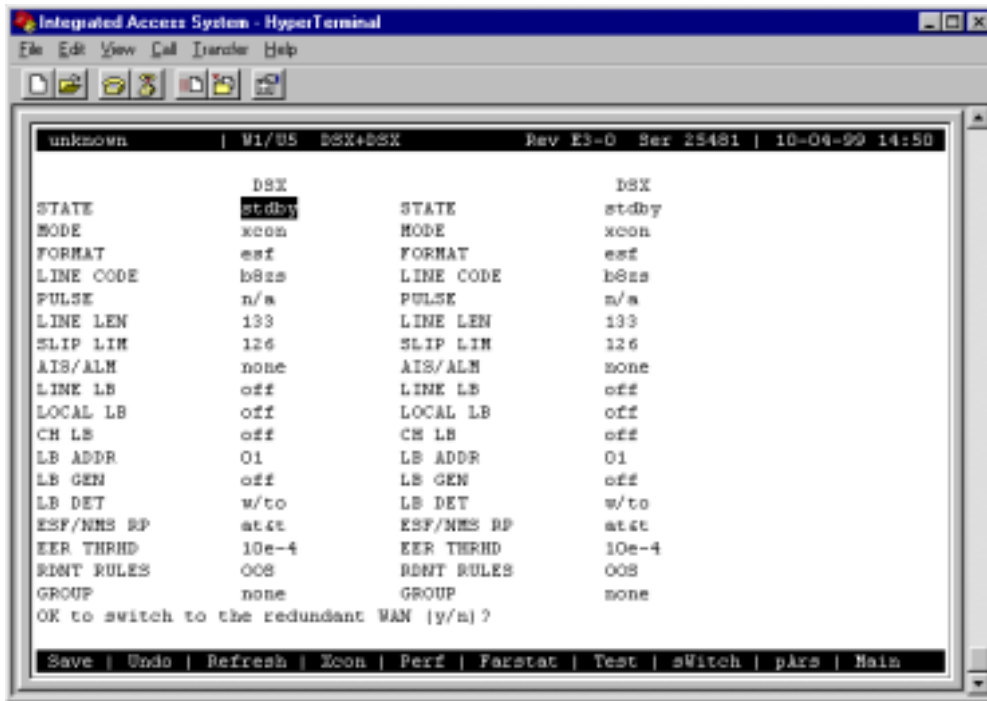 Integrated Access System - HyperTerminal
File Edit View Call Transfer Help
unknown | W1/U5 DSX+DSX Rev E3-0 Ser 25481 | 10-04-99 14:50
DSX DSX
STATE stdby STATE stdby
MODE xcon MODE xcon
FORMAT esf FORMAT esf
LINE CODE b8zs LINE CODE b8zs
PULSE n/a PULSE n/a
LINE LEN 133 LINE LEN 133
SLIP LIM 126 SLIP LIM 126
AIS/ALM none AIS/ALM none
LINE LB off LINE LB off
LOCAL LB off LOCAL LB off
CH LB off CH LB off
LB ADDR 01 LB ADDR 01
LB GEN off LB GEN off
LB DET w/to LB DET w/to
ESF/NMS RP at&t ESF/NMS RP at&t
EER THRHD 10e-4 EER THRHD 10e-4
RDNT RULES OOS RDNT RULES OOS
GROUP none GROUP none
OK to switch to the redundant WAN (y/n)?
Save | Undo | Refresh | Xcon | Perf | Farstat | Test | sWitch | pArs | Main